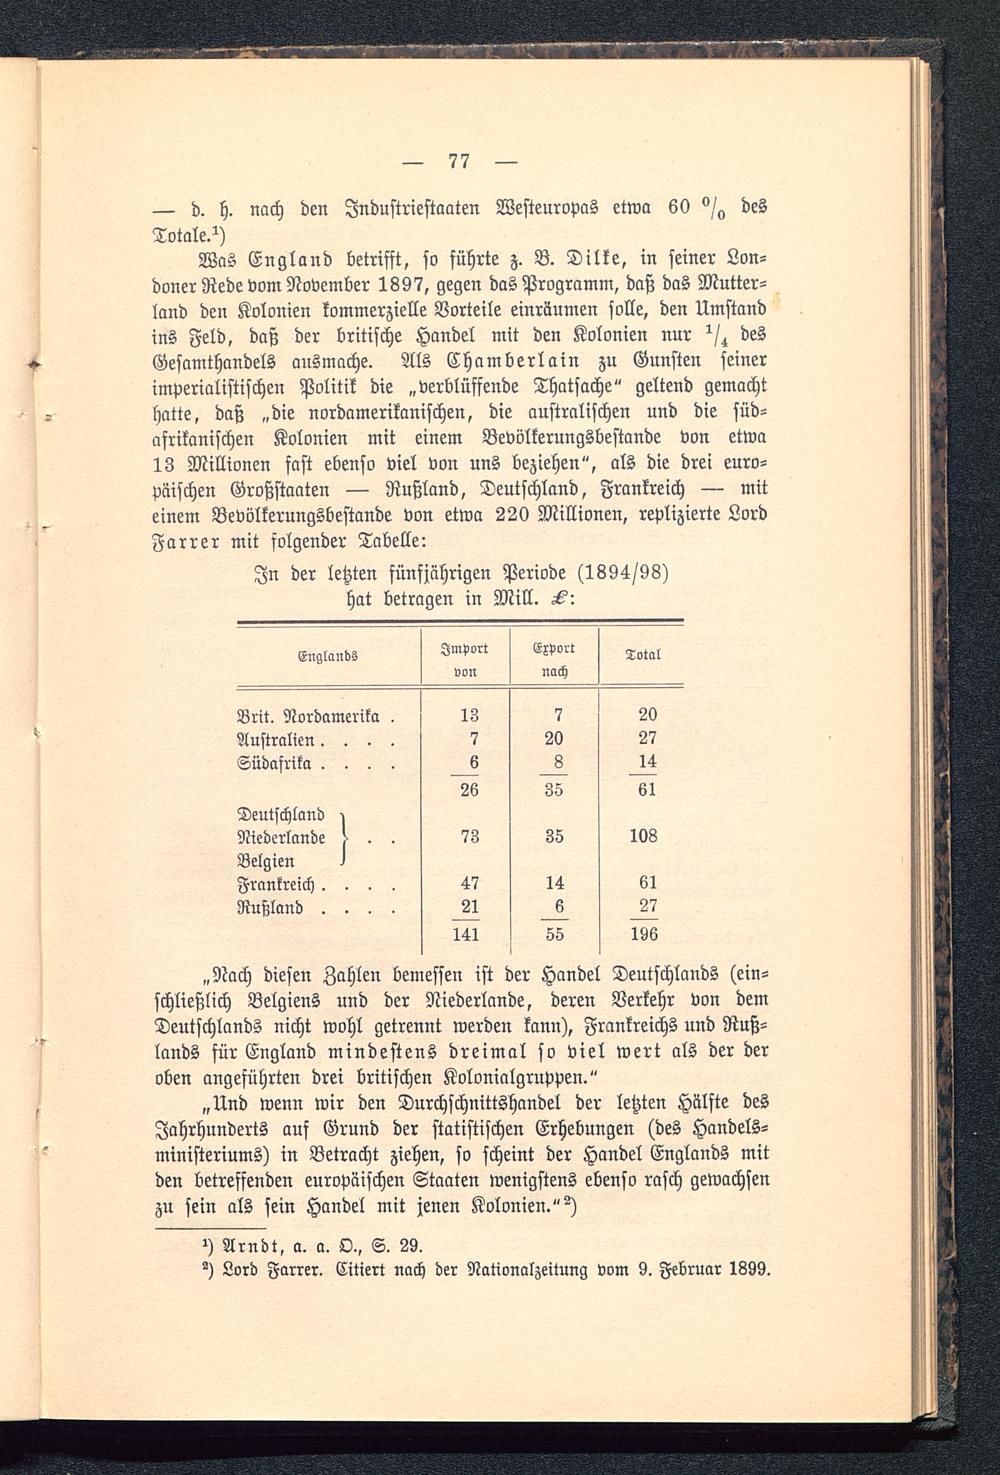 — 77 —
— d. h. nach den Industriestaaten Westeuropas etwa 60 % des
Totale.¹)
Was England betrifft, so führte z. B. Dilke, in seiner Lon-
doner Rede vom November 1897, gegen das Programm, daß das Mutter-
land den Kolonien kommerzielle Vorteile einräumen solle, den Umstand
ins Feld, daß der britische Handel mit den Kolonien nur ¹/₄ des
Gesamthandels ausmache. Als Chamberlain zu Gunsten seiner
imperialistischen Politik die „verblüffende Thatsache“ geltend gemacht
hatte, daß „die nordamerikanischen, die australischen und die süd-
afrikanischen Kolonien mit einem Bevölkerungsbestande von etwa
13 Millionen fast ebenso viel von uns beziehen“, als die drei euro-
päischen Großstaaten — Rußland, Deutschland, Frankreich — mit
einem Bevölkerungsbestande von etwa 220 Millionen, replizierte Lord
Farrer mit folgender Tabelle:
In der letzten fünfjährigen Periode (1894/98)
hat betragen in Mill. £:
Englands Import von Export nach Total
Brit. Nordamerika . 13 7 20
Australien . . . . 7 20 27
Südafrika . . . . 6 8 14
26 35 61
Deutschland
Niederlande } . . 73 35 108
Belgien
Frankreich . . . . 47 14 61
Rußland . . . . 21 6 27
141 55 196
„Nach diesen Zahlen bemessen ist der Handel Deutschlands (ein-
schließlich Belgiens und der Niederlande, deren Verkehr von dem
Deutschlands nicht wohl getrennt werden kann), Frankreichs und Ruß-
lands für England mindestens dreimal so viel wert als der der
oben angeführten drei britischen Kolonialgruppen.“
„Und wenn wir den Durchschnittshandel der letzten Hälfte des
Jahrhunderts auf Grund der statistischen Erhebungen (des Handels-
ministeriums) in Betracht ziehen, so scheint der Handel Englands mit
den betreffenden europäischen Staaten wenigstens ebenso rasch gewachsen
zu sein als sein Handel mit jenen Kolonien.“²)
¹) Arndt, a. a. O., S. 29.
²) Lord Farrer. Citiert nach der Nationalzeitung vom 9. Februar 1899.